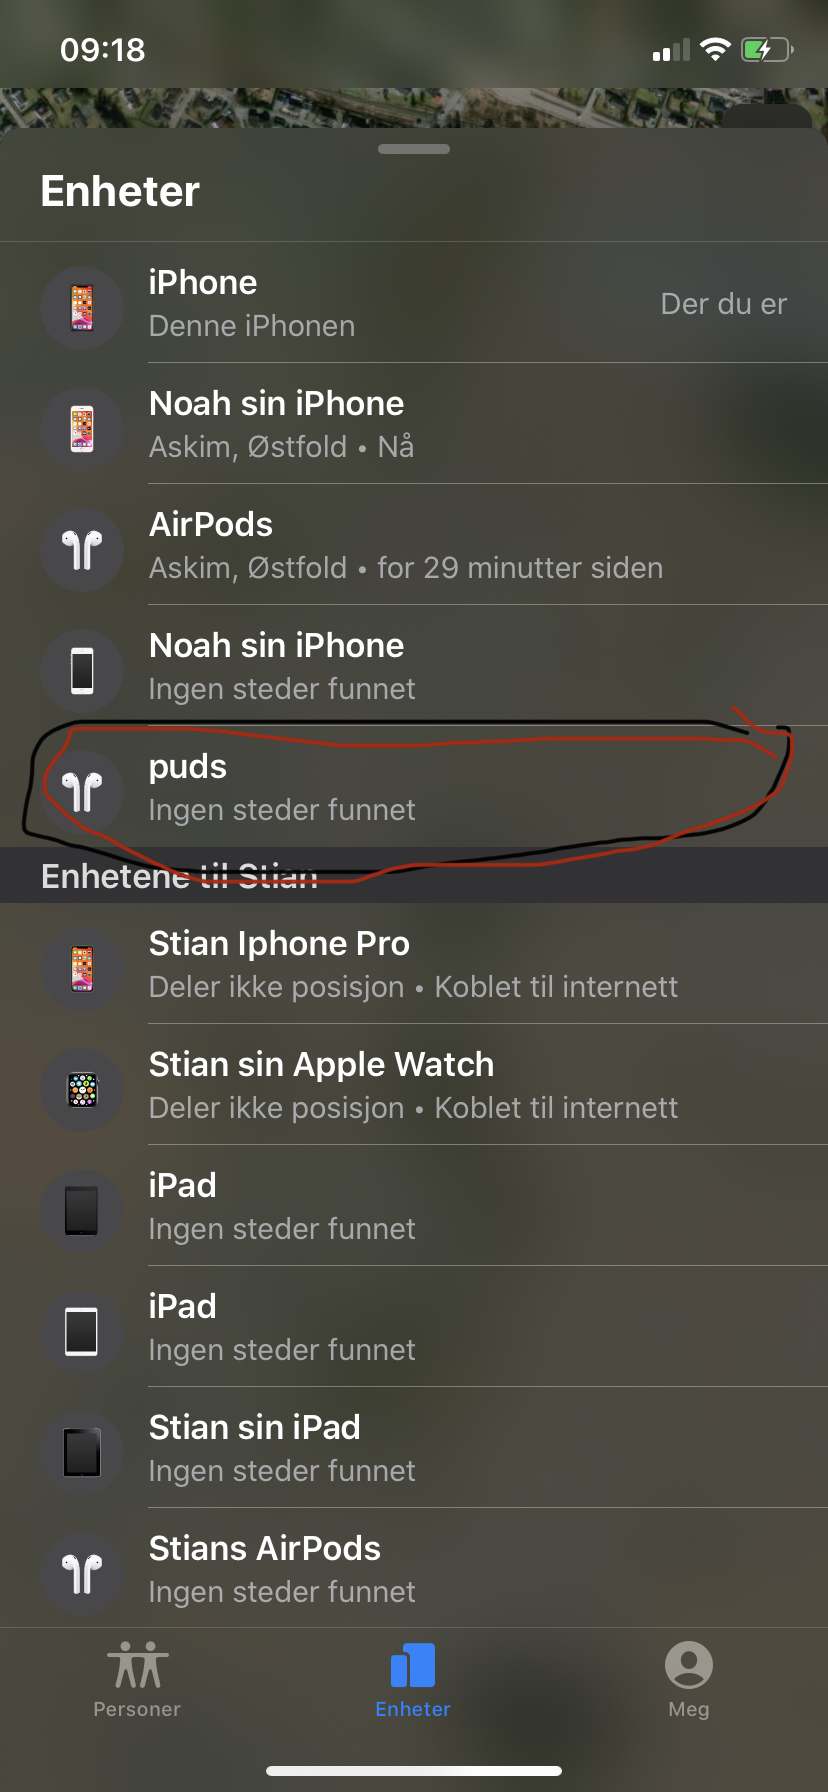 09:18
Enheter
iPhone
Denne iPhonen
Der du er
Noah sin iPhone
Askim, Østfold • Nå
AirPods
Askim, Østfold • for 29 minutter siden
Noah sin iPhone
Ingen steder funnet
puds
Ingen steder funnet
Enhetene til Stian
Stian Iphone Pro
Deler ikke posisjon • Koblet til internett
Stian sin Apple Watch
Deler ikke posisjon • Koblet til internett
iPad
Ingen steder funnet
iPad
Ingen steder funnet
Stian sin iPad
Ingen steder funnet
Stians AirPods
Ingen steder funnet
Personer
Enheter
Meg